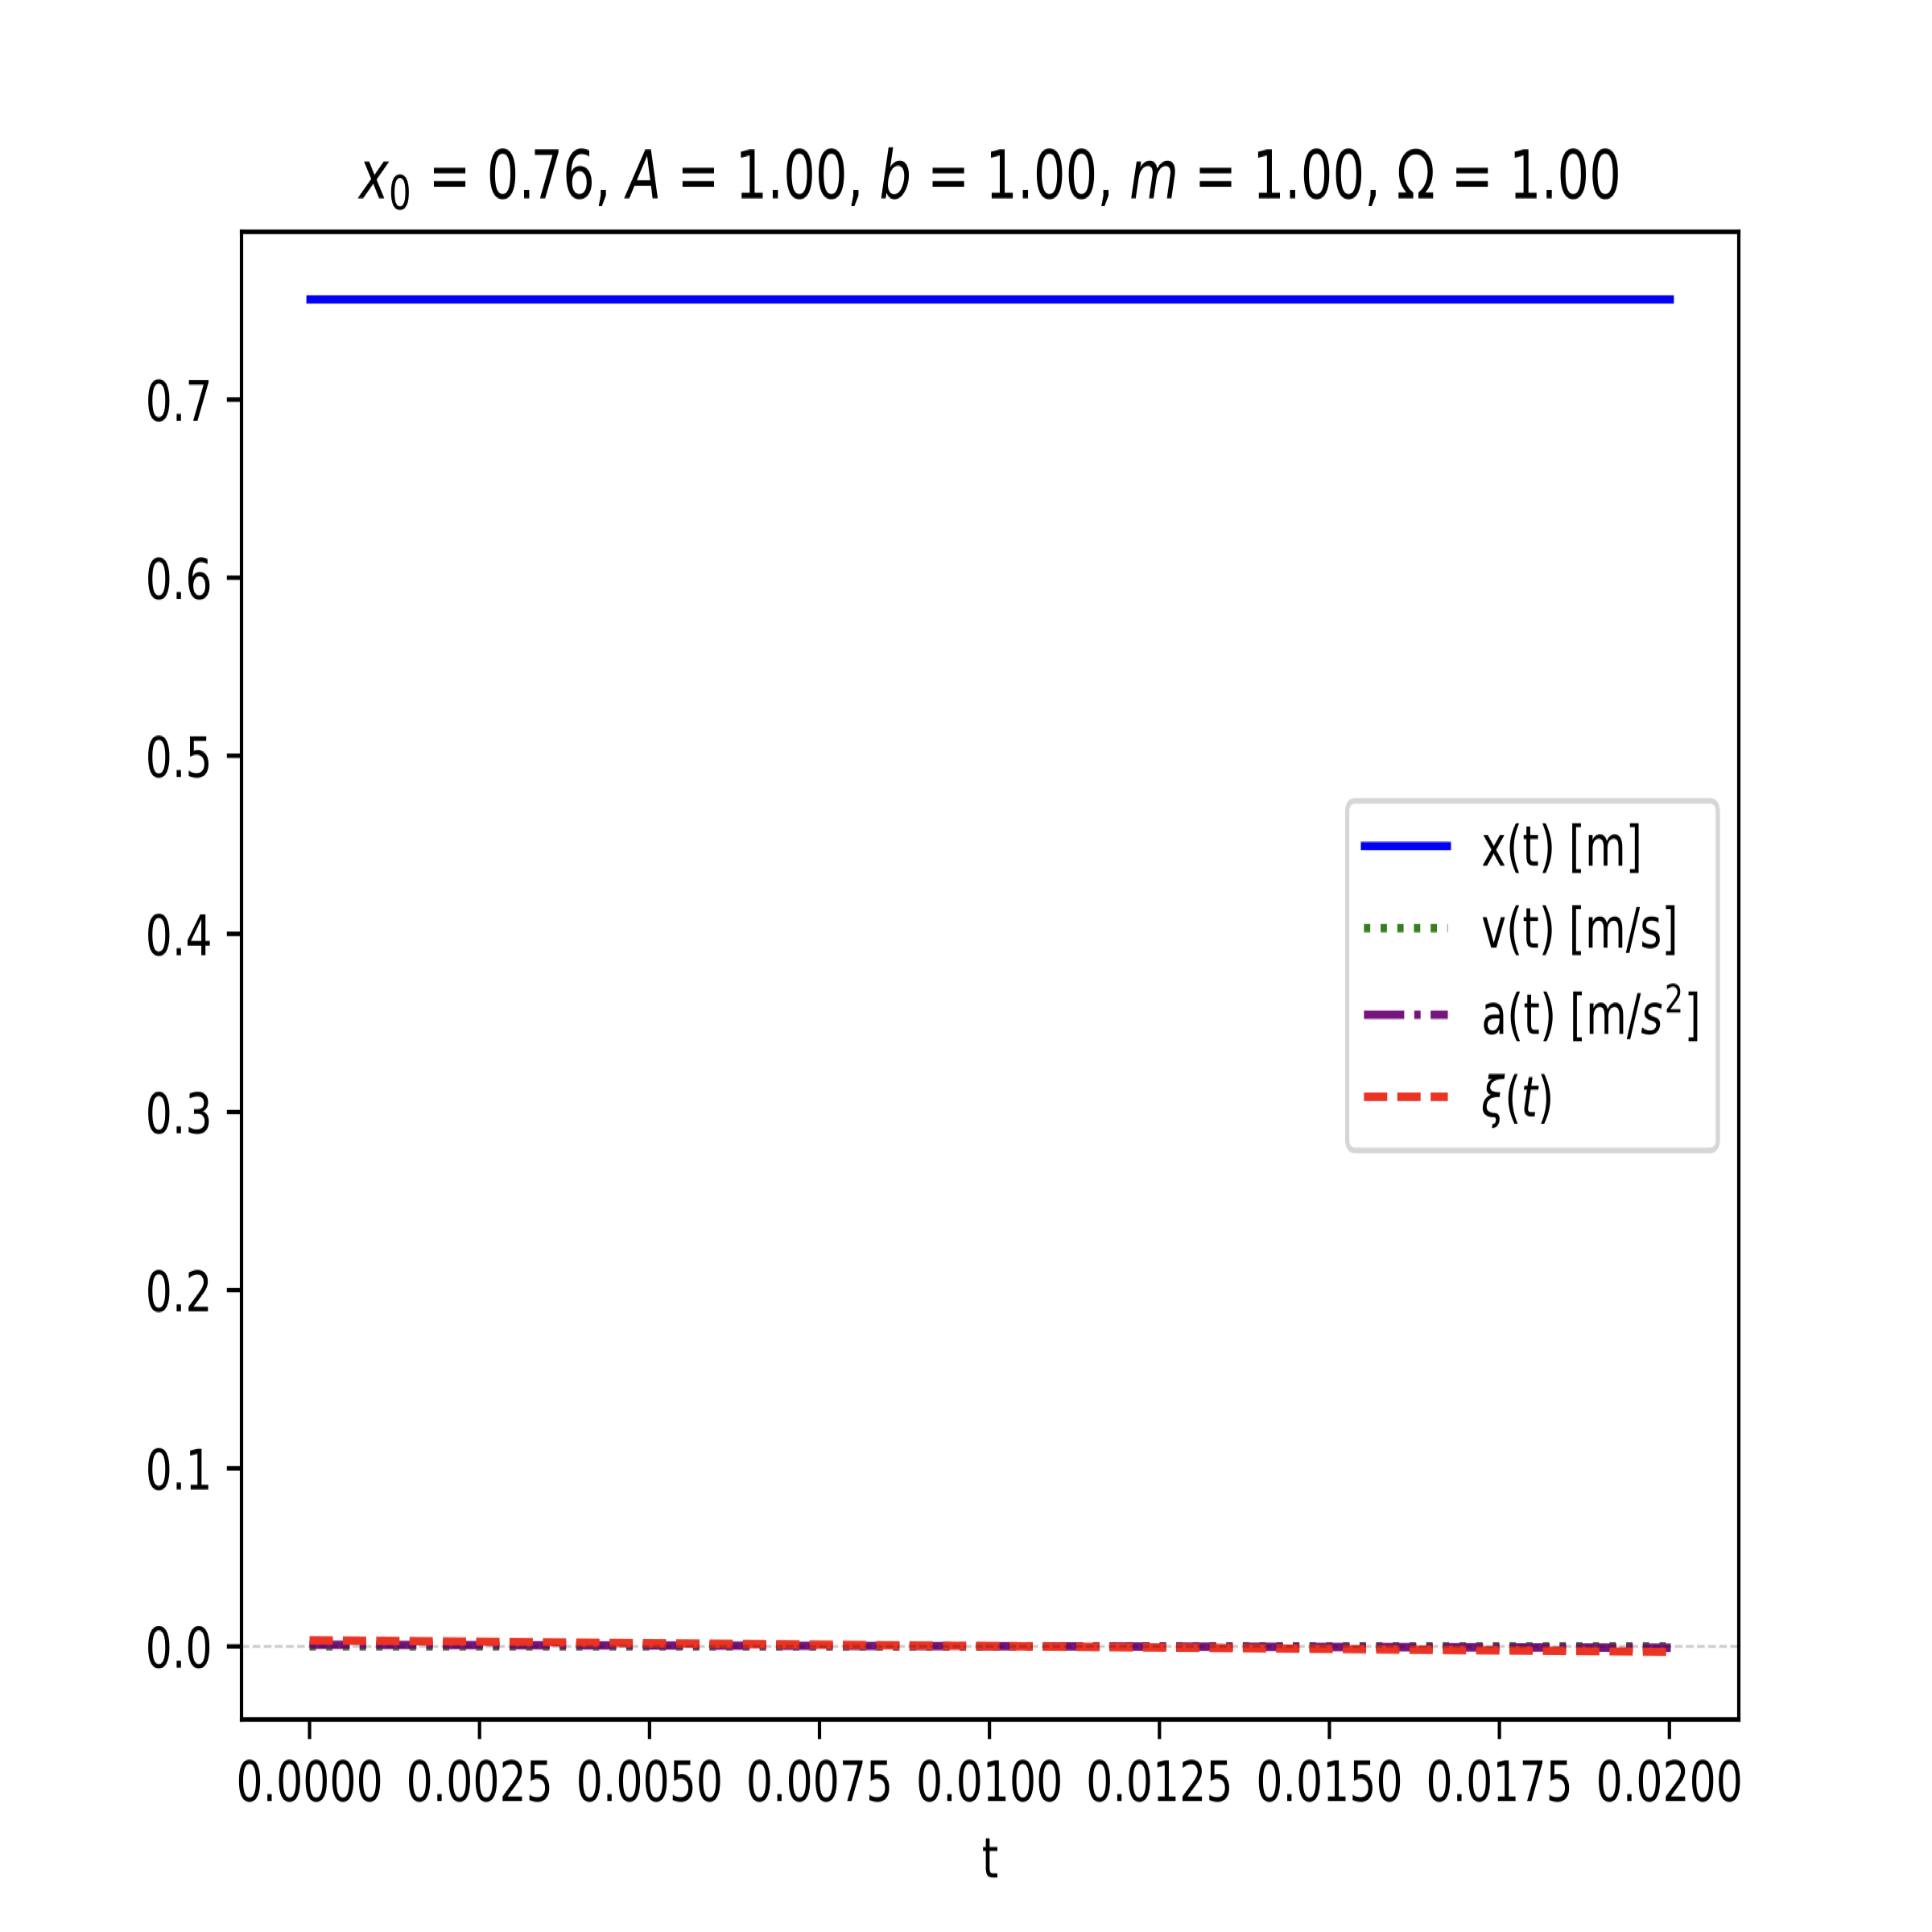 x₀ = 0.76, A = 1.00, b = 1.00, m = 1.00, Ω = 1.00
0.7
0.6
0.5
0.4
0.3
0.2
0.1
0.0
x(t) [m]
v(t) [m/s]
a(t) [m/s²]
ξ(t)
0.0000 0.0025 0.0050 0.0075 0.0100 0.0125 0.0150 0.0175 0.0200
t